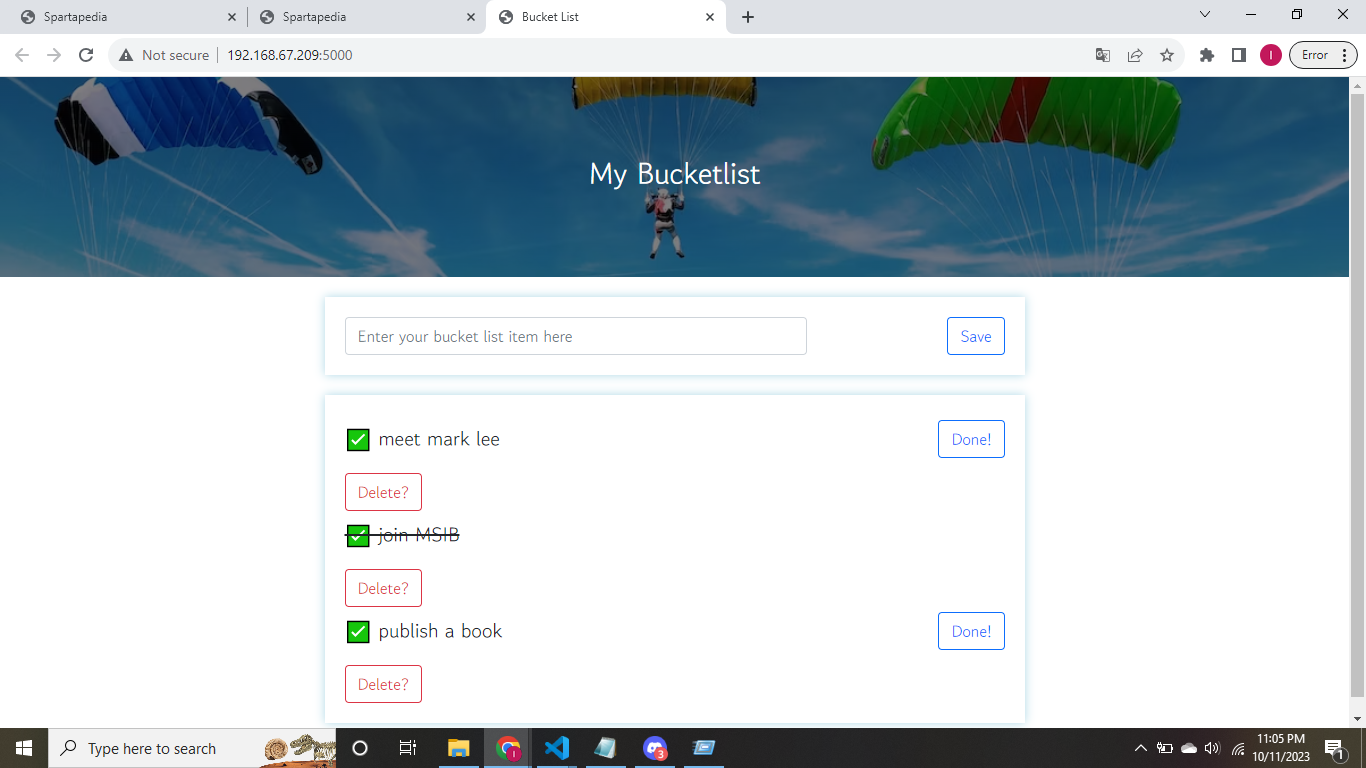 Spartapedia
Spartapedia
Bucket List
Not secure
192.168.67.209:5000
I
Error
My Bucketlist
Enter your bucket list item here
Save
meet mark lee
Done!
Delete?
join MSIB
Delete?
publish a book
Done!
Delete?
Type here to search
I
3
11:05 PM
10/11/2023
1